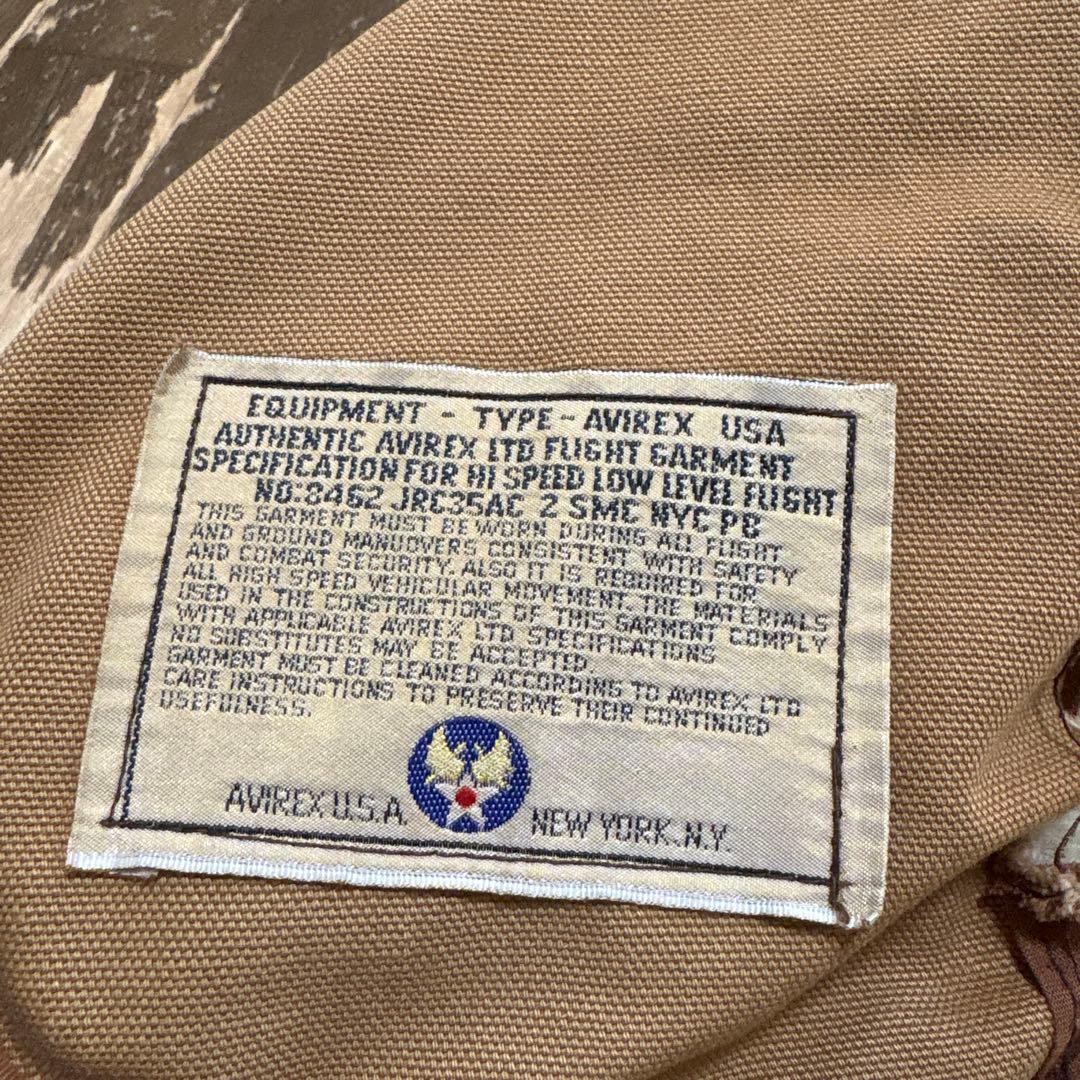 EQUIPMENT - TYPE - AVIREX USA
AUTHENTIC AVIREX LTD FLIGHT GARMENT
SPECIFICATION FOR HI SPEED LOW LEVEL FLIGHT
NO:8462 JRC35AC 2 SMC NYC PB
THIS GARMENT MUST BE WORN DURING ALL FLIGHT
AND GROUND MANUOVERS CONSISTENT WITH SAFETY
AND COMBAT SECURITY. ALSO IT IS REQUIRED FOR
ALL HIGH SPEED VEHICULAR MOVEMENT. THE MATERIALS
USED IN THE CONSTRUCTIONS OF THIS GARMENT COMPLY
WITH APPLICABLE AVIREX LTD SPECIFICATIONS
NO SUBSTITUTES MAY BE ACCEPTED.
GARMENT MUST BE CLEANED ACCORDING TO AVIREX LTD
CARE INSTRUCTIONS TO PRESERVE THEIR CONTINUED
USEFULNESS.
AVIREX U.S.A. NEW YORK, N.Y.